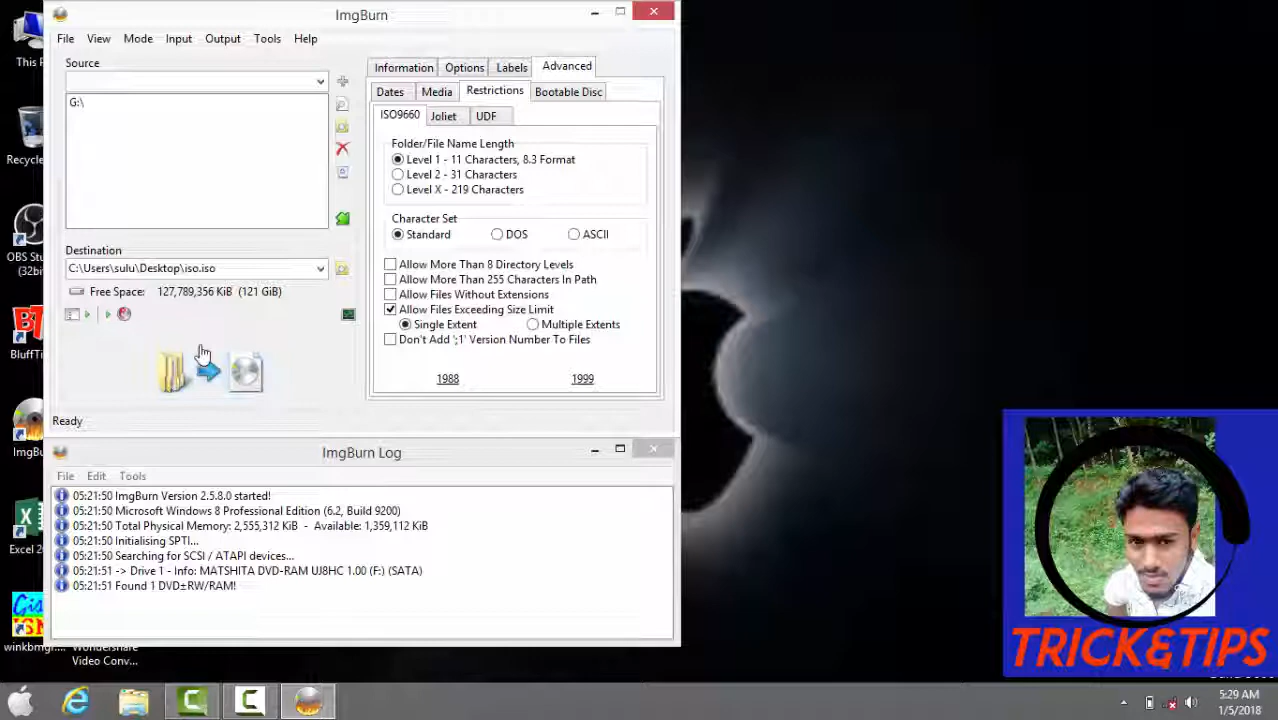 ImgBurn
File View Mode Input Output Tools Help
Source
G:\
Destination
C:\Users\sulu\Desktop\iso.iso
Free Space: 127,789,356 KiB (121 GiB)
Ready
Information Options Labels Advanced
Dates Media Restrictions Bootable Disc
ISO9660 Joliet UDF
Folder/File Name Length
Level 1 - 11 Characters, 8.3 Format
Level 2 - 31 Characters
Level X - 219 Characters
Character Set
Standard DOS ASCII
Allow More Than 8 Directory Levels
Allow More Than 255 Characters In Path
Allow Files Without Extensions
Allow Files Exceeding Size Limit
Single Extent Multiple Extents
Don't Add ';1' Version Number To Files
1988 1999
ImgBurn Log
File Edit Tools
05:21:50 ImgBurn Version 2.5.8.0 started!
05:21:50 Microsoft Windows 8 Professional Edition (6.2, Build 9200)
05:21:50 Total Physical Memory: 2,555,312 KiB - Available: 1,359,112 KiB
05:21:50 Initialising SPTI...
05:21:50 Searching for SCSI / ATAPI devices...
05:21:51 -> Drive 1 - Info: MATSHITA DVD-RAM UJ8HC 1.00 (F:) (SATA)
05:21:51 Found 1 DVD±RW/RAM!
This P
Recycle
OBS Stu
(32bit
BluffTit
ImgBu
Excel 20
winkbmgr....
Wondershare
Video Conv...
TRICK&TIPS
5:29 AM
1/5/2018